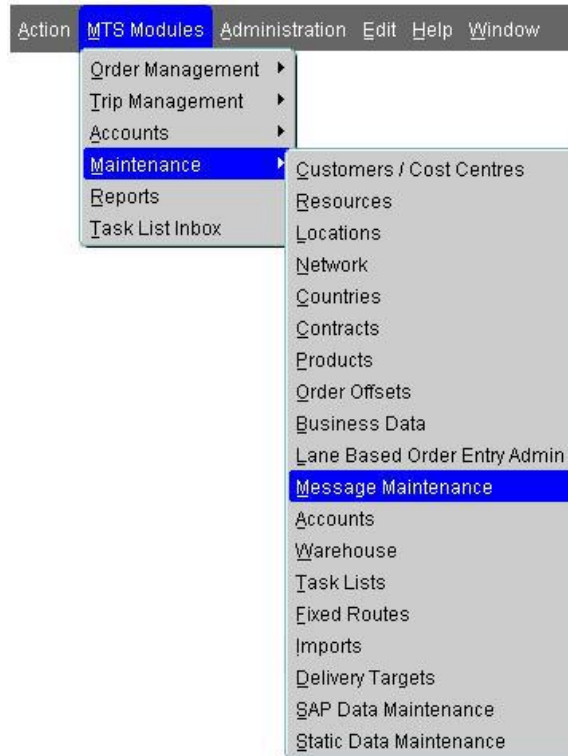 Action MTS Modules Administration Edit Help Window
Order Management
Trip Management
Accounts
Maintenance
Reports
Task List Inbox
Customers / Cost Centres
Resources
Locations
Network
Countries
Contracts
Products
Order Offsets
Business Data
Lane Based Order Entry Admin
Message Maintenance
Accounts
Warehouse
Task Lists
Fixed Routes
Imports
Delivery Targets
SAP Data Maintenance
Static Data Maintenance